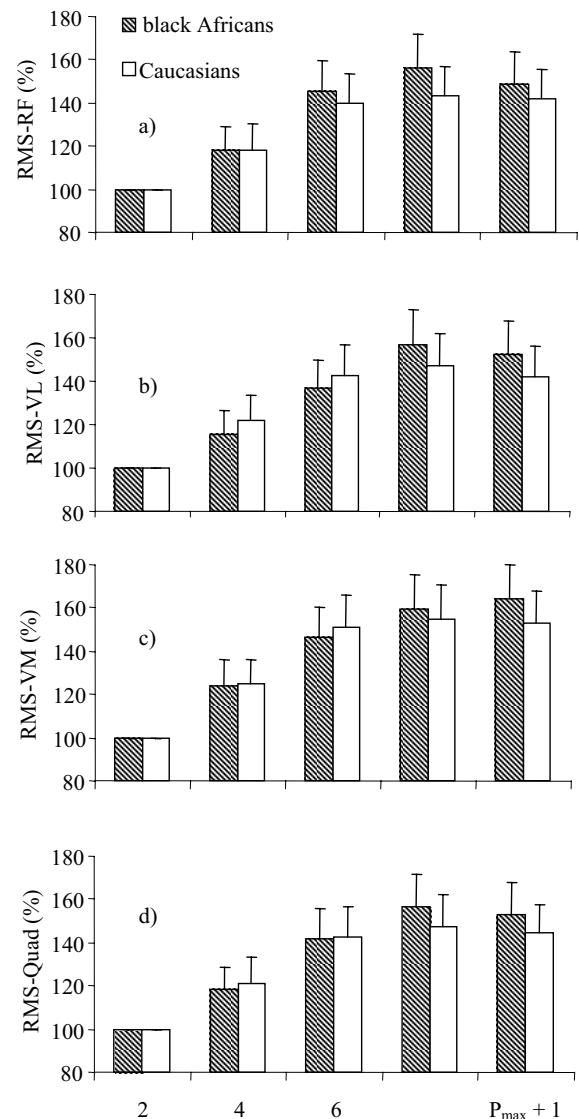 black Africans
Caucasians
RMS-RF (%)
a)
180
160
140
120
100
80
RMS-VL (%)
b)
180
160
140
120
100
80
RMS-VM (%)
c)
180
160
140
120
100
80
RMS-Quad (%)
d)
180
160
140
120
100
80
2 4 6 Pmax + 1